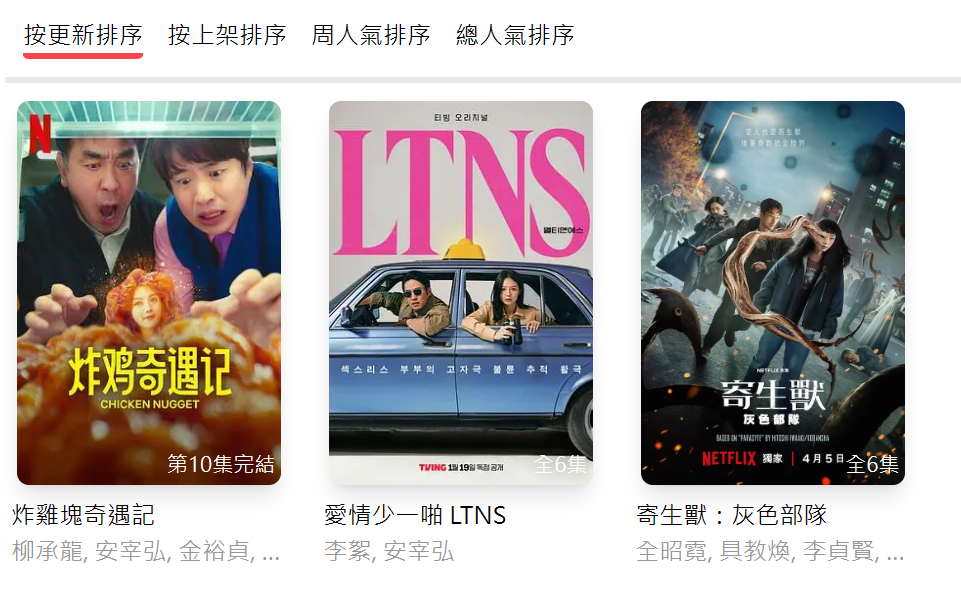 按更新排序 按上架排序 周人氣排序 總人氣排序
N
炸鸡奇遇记
CHICKEN NUGGET
第10集完結
炸雞塊奇遇記
柳承龍, 安宰弘, 金裕貞, ...
티빙 오리지널
LTNS
엘티엔에스
섹스리스 부부의 고자극 불륜 추적 활극
TVING 1월 19일 독점공개
全6集
愛情少一啪 LTNS
李絮, 安宰弘
NETFLIX 影集
寄生獸
灰色部隊
BASED ON "PARASYTE" BY HITOSHI IWAAKI/KODANSHA
NETFLIX 獨家 | 4月5日
全6集
寄生獸：灰色部隊
全昭霓, 具教煥, 李貞賢, ...